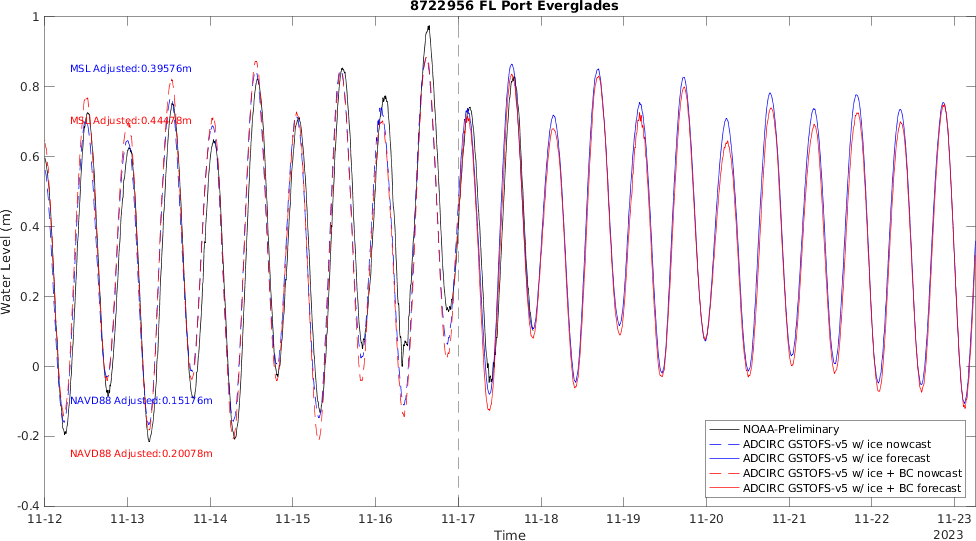 8722956 FL Port Everglades
1
0.8
0.6
0.4
0.2
0
-0.2
-0.4
Water Level (m)
MSL Adjusted:0.39576m
MSL Adjusted:0.44478m
NAVD88 Adjusted:0.15176m
NAVD88 Adjusted:0.20078m
NOAA-Preliminary
ADCIRC GSTOFS-v5 w/ ice nowcast
ADCIRC GSTOFS-v5 w/ ice forecast
ADCIRC GSTOFS-v5 w/ ice + BC nowcast
ADCIRC GSTOFS-v5 w/ ice + BC forecast
11-12 11-13 11-14 11-15 11-16 11-17 11-18 11-19 11-20 11-21 11-22 11-23
Time
2023